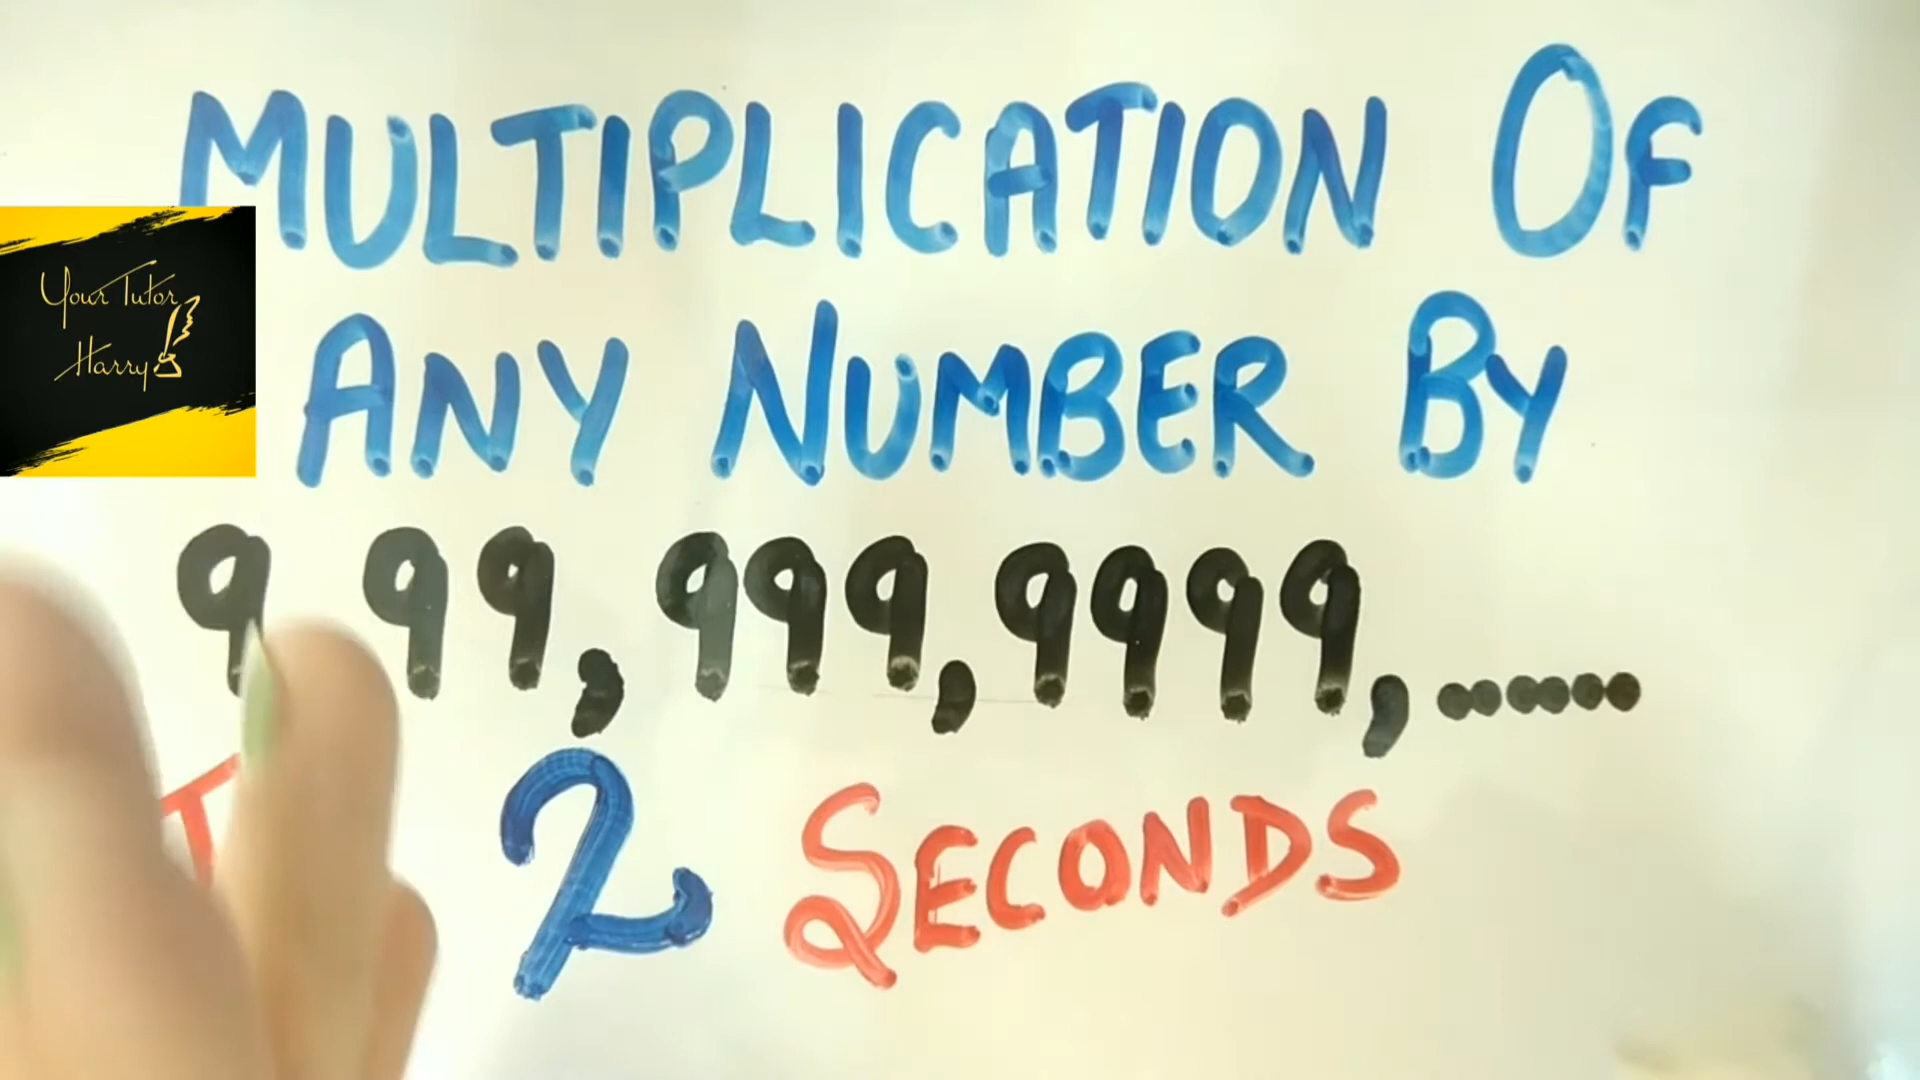 MULTIPLICATION OF
Your Tutor
Harry
ANY NUMBER BY
9 99, 999, 9999, ......
2 SECONDS